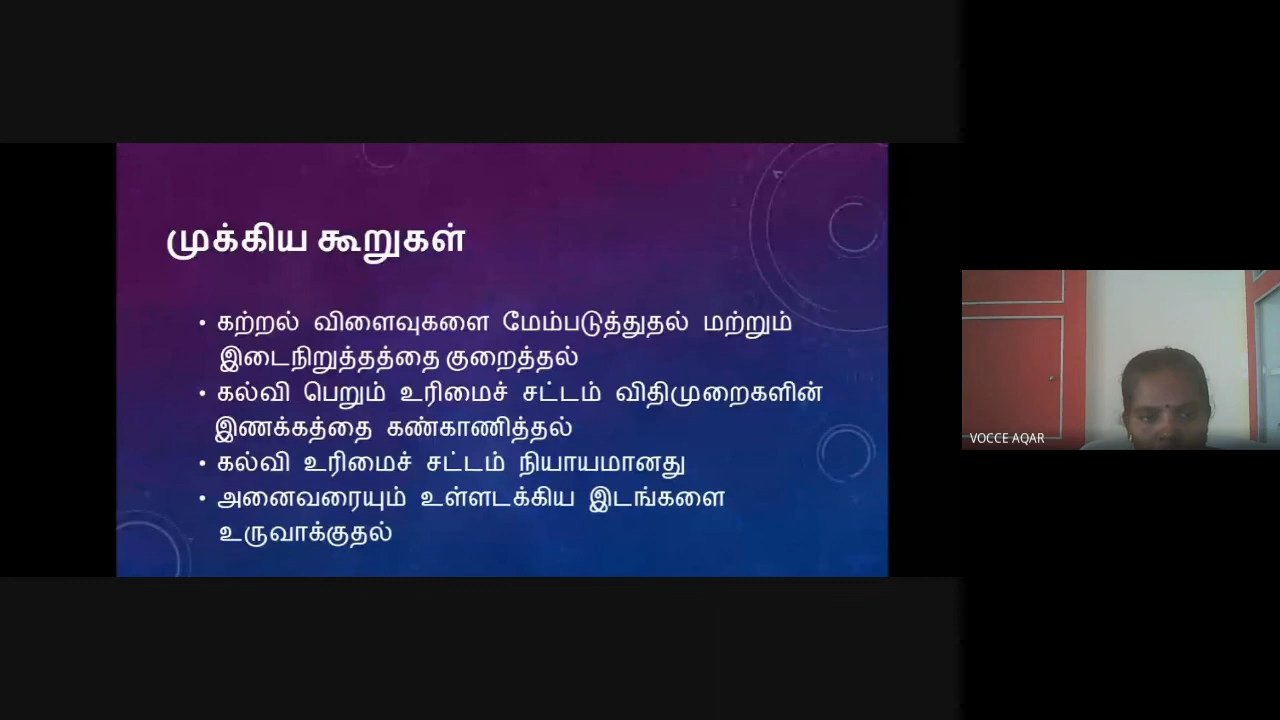 முக்கிய கூறுகள்
• கற்றல் விளைவுகளை மேம்படுத்துதல் மற்றும்
இடைநிறுத்தத்தை குறைத்தல்
• கல்வி பெறும் உரிமைச் சட்டம் விதிமுறைகளின்
இணக்கத்தை கண்காணித்தல்
• கல்வி உரிமைச் சட்டம் நியாயமானது
• அனைவரையும் உள்ளடக்கிய இடங்களை
உருவாக்குதல்
VOCCE AQAR